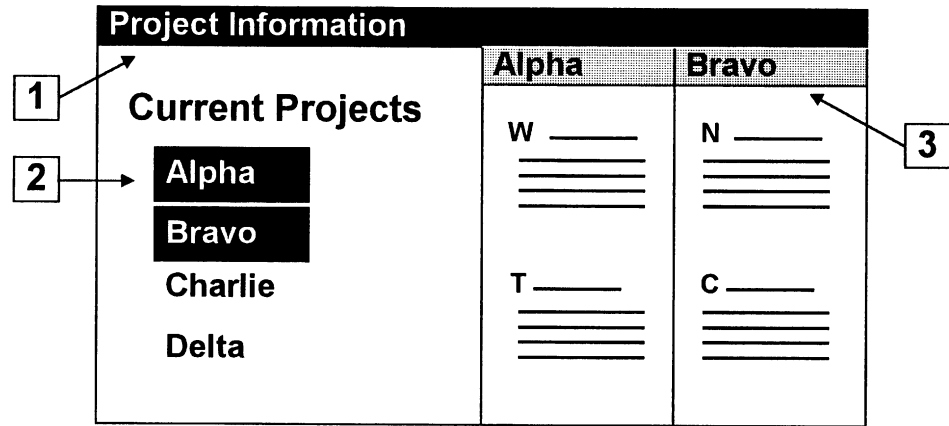 Project Information
Alpha Bravo
1
Current Projects
W N
3
2
Alpha
Bravo
Charlie
T C
Delta